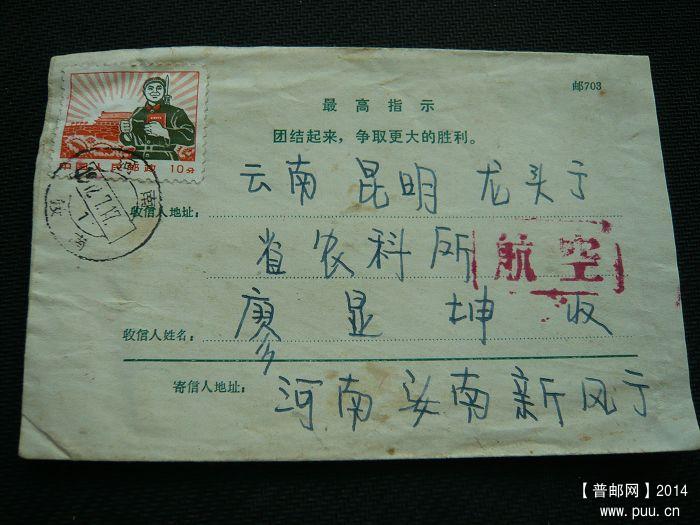 邮703
最高指示
团结起来，争取更大的胜利。
中国人民邮政 10分
云南 昆明 龙头于
收信人地址：
省农科所
航空
廖显坤 收
收信人姓名：
寄信人地址：
河南 汝南新风于
【普邮网】2014
www.puu.cn